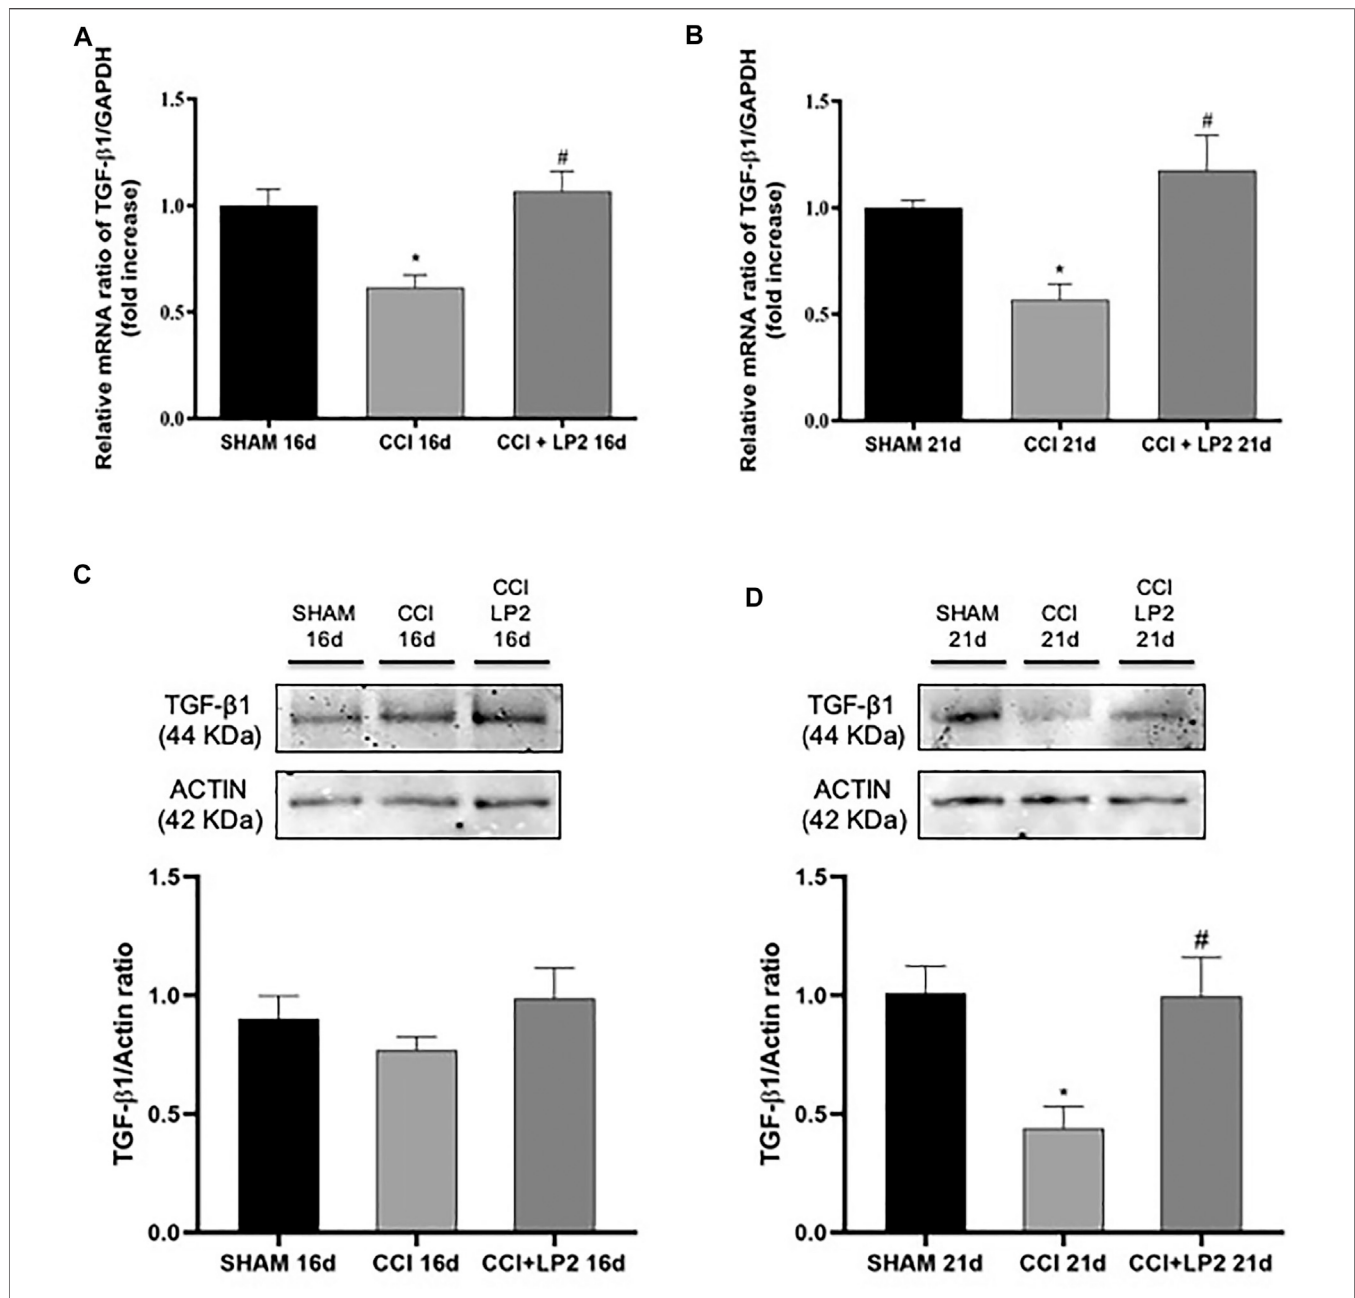 A
Relative mRNA ratio of TGF-β1/GAPDH
(fold increase)
1.5
1.0
0.5
0.0
*
#
SHAM 16d
CCI 16d
CCI + LP2 16d
B
Relative mRNA ratio of TGF-β1/GAPDH
(fold increase)
1.5
1.0
0.5
0.0
*
#
SHAM 21d
CCI 21d
CCI + LP2 21d
C
SHAM
16d
CCI
16d
CCI
LP2
16d
TGF-β1
(44 KDa)
ACTIN
(42 KDa)
TGF-β1/Actin ratio
1.5
1.0
0.5
0.0
SHAM 16d
CCI 16d
CCI+LP2 16d
D
SHAM
21d
CCI
21d
CCI
LP2
21d
TGF-β1
(44 KDa)
ACTIN
(42 KDa)
TGF-β1/Actin ratio
1.5
1.0
0.5
0.0
*
#
SHAM 21d
CCI 21d
CCI+LP2 21d